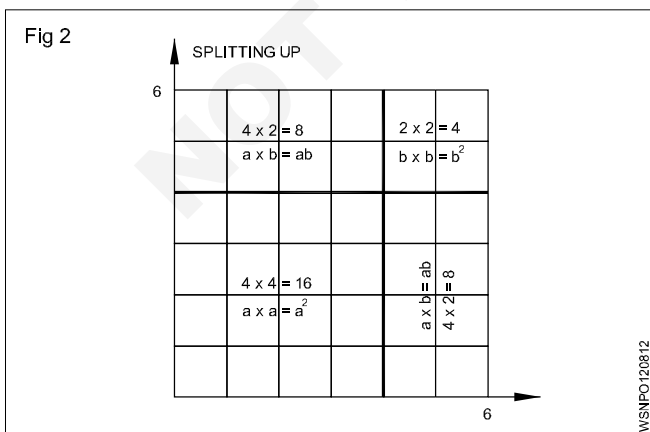 Fig 2
SPLITTING UP
6
4 x 2 = 8
a x b = ab
2 x 2 = 4
b x b = b²
4 x 4 = 16
a x a = a²
a x b = ab
4 x 2 = 8
6
WSNPO120812
NOT